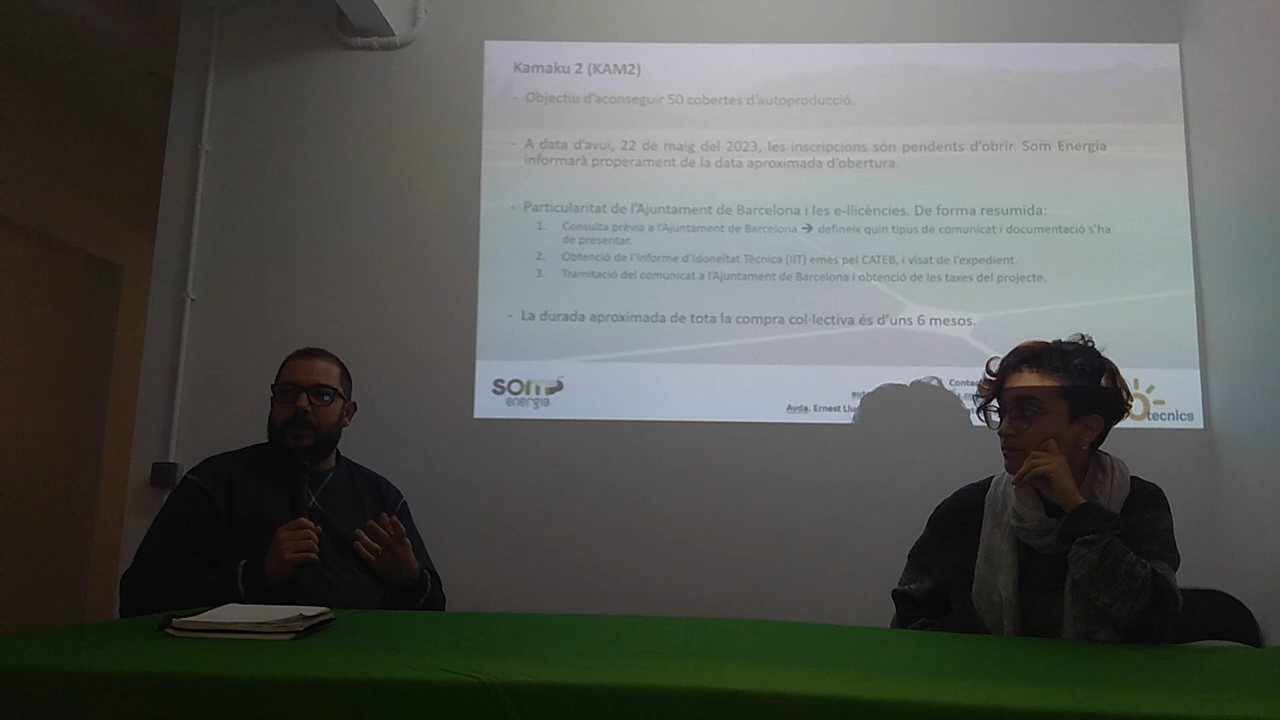 Kamaku 2 (KAM2)
- Objectiu d'aconseguir 50 cobertes d'autoproducció.
- A data d'avui, 22 de maig del 2023, les inscripcions són pendents d'obrir. Som Energia
informarà properament de la data aproximada d'obertura.
- Particularitat de l'Ajuntament de Barcelona i les e-llicències. De forma resumida:
1. Consulta prèvia a l'Ajuntament de Barcelona → defineix quin tipus de comunicat i documentació s'ha
de presentar.
2. Obtenció de l'Informe d'Idoneïtat Tècnica (IIT) emès pel CATEB, i visat de l'expedient.
3. Tramitació del comunicat a l'Ajuntament de Barcelona i obtenció de les taxes del projecte.
- La durada aproximada de tota la compra col·lectiva és d'uns 6 mesos.
som
energia
Avda. Ernest
tecnics